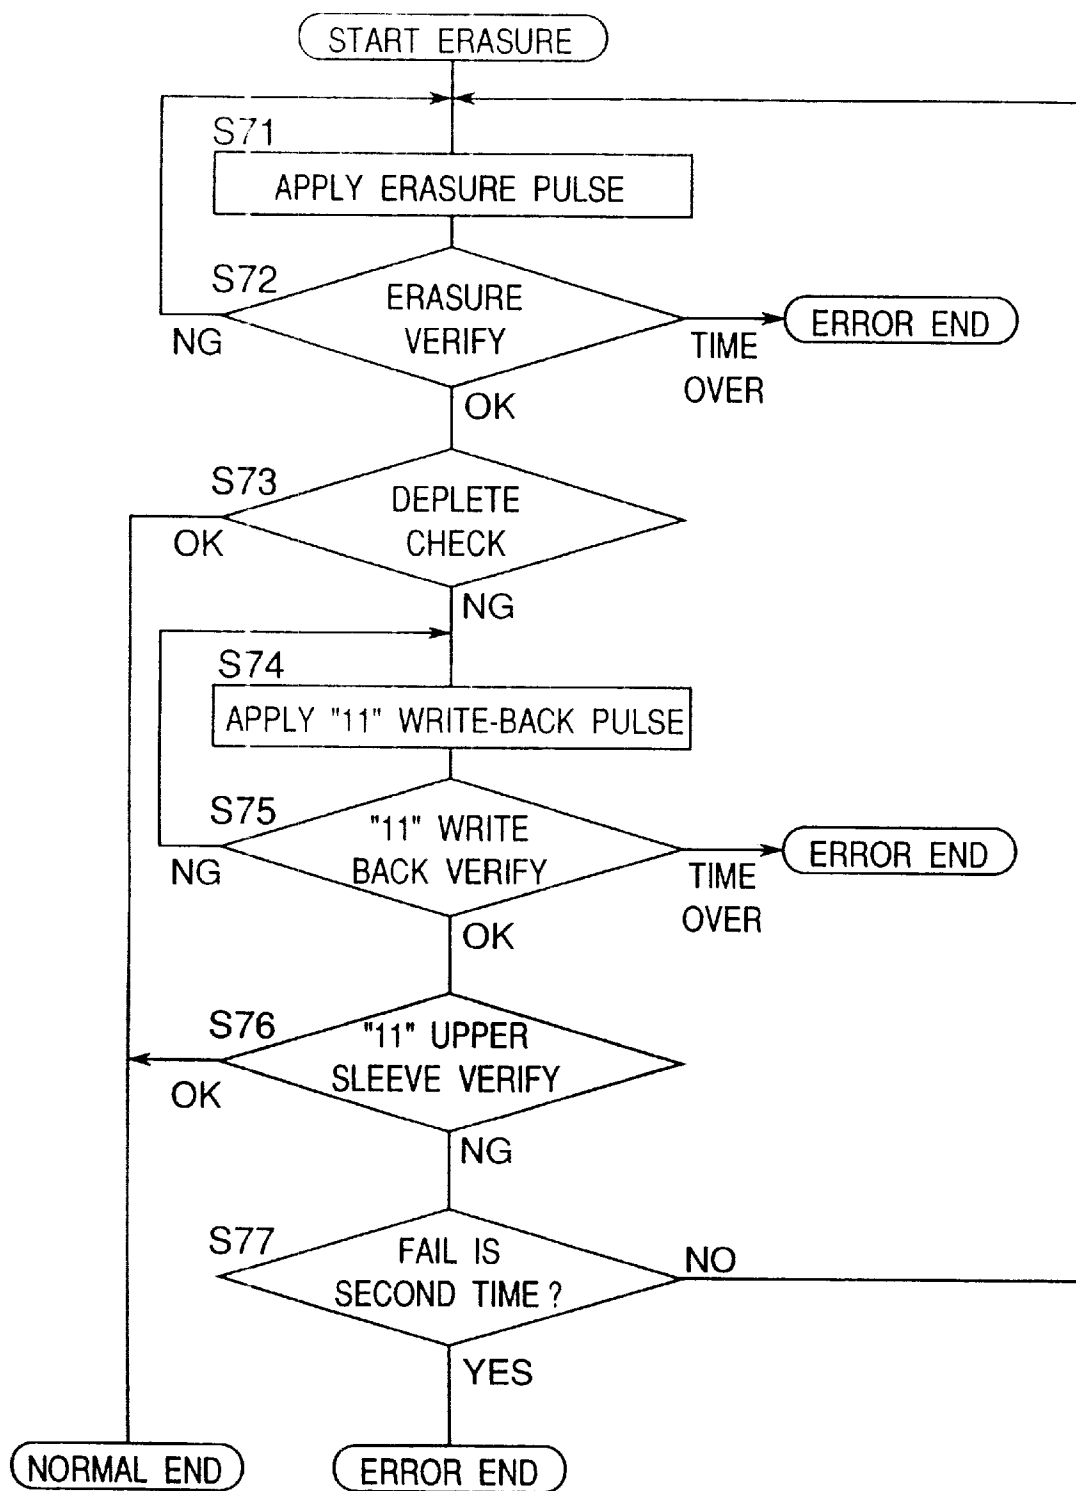 START ERASURE
S71
APPLY ERASURE PULSE
S72
ERASURE
VERIFY
NG
TIME
OVER
ERROR END
OK
S73
DEPLETE
CHECK
OK
NG
S74
APPLY "11" WRITE-BACK PULSE
S75
"11" WRITE
BACK VERIFY
NG
TIME
OVER
ERROR END
OK
S76
"11" UPPER
SLEEVE VERIFY
OK
NG
S77
FAIL IS
SECOND TIME?
NO
YES
NORMAL END
ERROR END